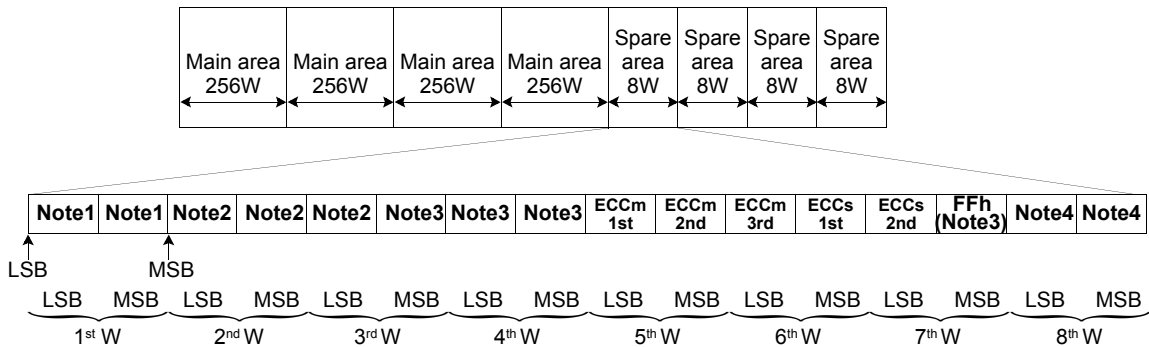 Main area 256W Main area 256W Main area 256W Main area 256W Spare area 8W Spare area 8W Spare area 8W Spare area 8W
Note1 Note1 Note2 Note2 Note2 Note3 Note3 Note3 ECCm 1st ECCm 2nd ECCm 3rd ECCs 1st ECCs 2nd FFh (Note3) Note4 Note4
LSB MSB
LSB MSB LSB MSB LSB MSB LSB MSB LSB MSB LSB MSB LSB MSB LSB MSB
1st W 2nd W 3rd W 4th W 5th W 6th W 7th W 8th W